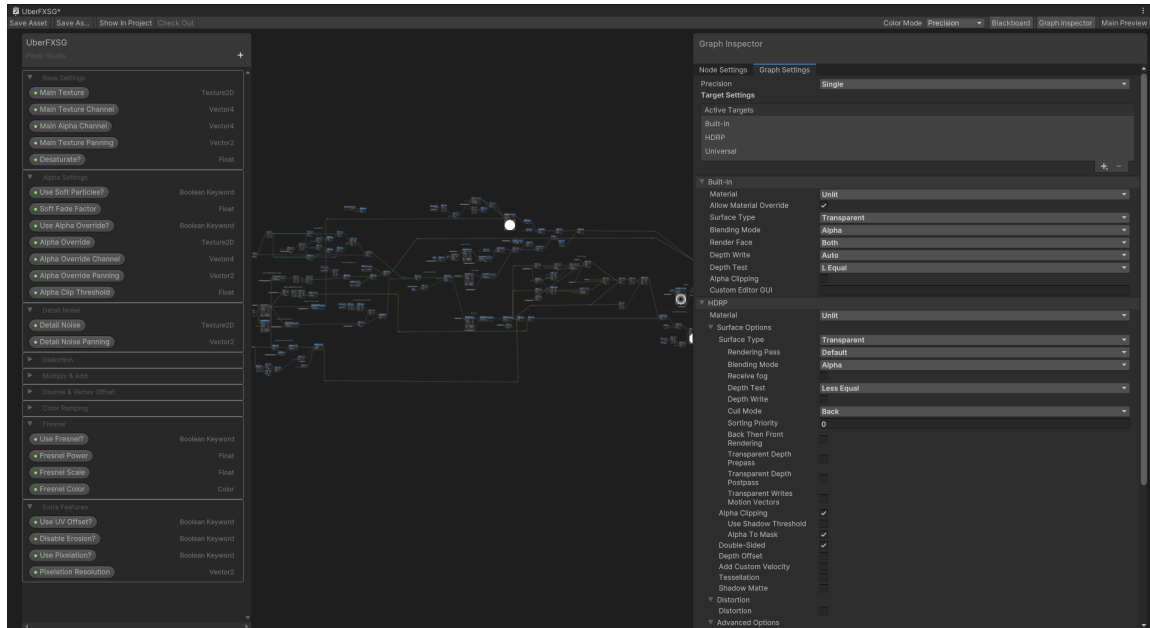 UberFXSG*
Save Asset Save As... Show In Project Check Out Color Mode Precision Blackboard Graph Inspector Main Preview
UberFXSG
Piloto Studio
+
Base Settings
Main Texture Texture2D
Main Texture Channel Vector4
Main Alpha Channel Vector4
Main Texture Panning Vector2
Desaturate? Float
Alpha Settings
Use Soft Particles? Boolean Keyword
Soft Fade Factor Float
Use Alpha Override? Boolean Keyword
Alpha Override Texture2D
Alpha Override Channel Vector4
Alpha Override Panning Vector2
Alpha Clip Threshold Float
Detail Noise
Detail Noise Texture2D
Detail Noise Panning Vector2
Distortion
Multiply & Add
Disolve & Vertex Offset
Color Ramping
Fresnel
Use Fresnel? Boolean Keyword
Fresnel Power Float
Fresnel Scale Float
Fresnel Color Color
Extra Features
Use UV Offset? Boolean Keyword
Disable Erosion? Boolean Keyword
Use Pixelation? Boolean Keyword
Pixelation Resolution Vector2
Graph Inspector
Node Settings Graph Settings
Precision Single
Target Settings
Active Targets
Built-In
HDRP
Universal
Built-In
Material Unlit
Allow Material Override
Surface Type Transparent
Blending Mode Alpha
Render Face Both
Depth Write Auto
Depth Test L Equal
Alpha Clipping
Custom Editor GUI
HDRP
Material Unlit
Surface Options
Surface Type Transparent
Rendering Pass Default
Blending Mode Alpha
Receive fog
Depth Test Less Equal
Depth Write
Cull Mode Back
Sorting Priority 0
Back Then Front
Rendering
Transparent Depth
Prepass
Transparent Depth
Postpass
Transparent Writes
Motion Vectors
Alpha Clipping
Use Shadow Threshold
Alpha To Mask
Double-Sided
Depth Offset
Add Custom Velocity
Tessellation
Shadow Matte
Distortion
Distortion
Advanced Options